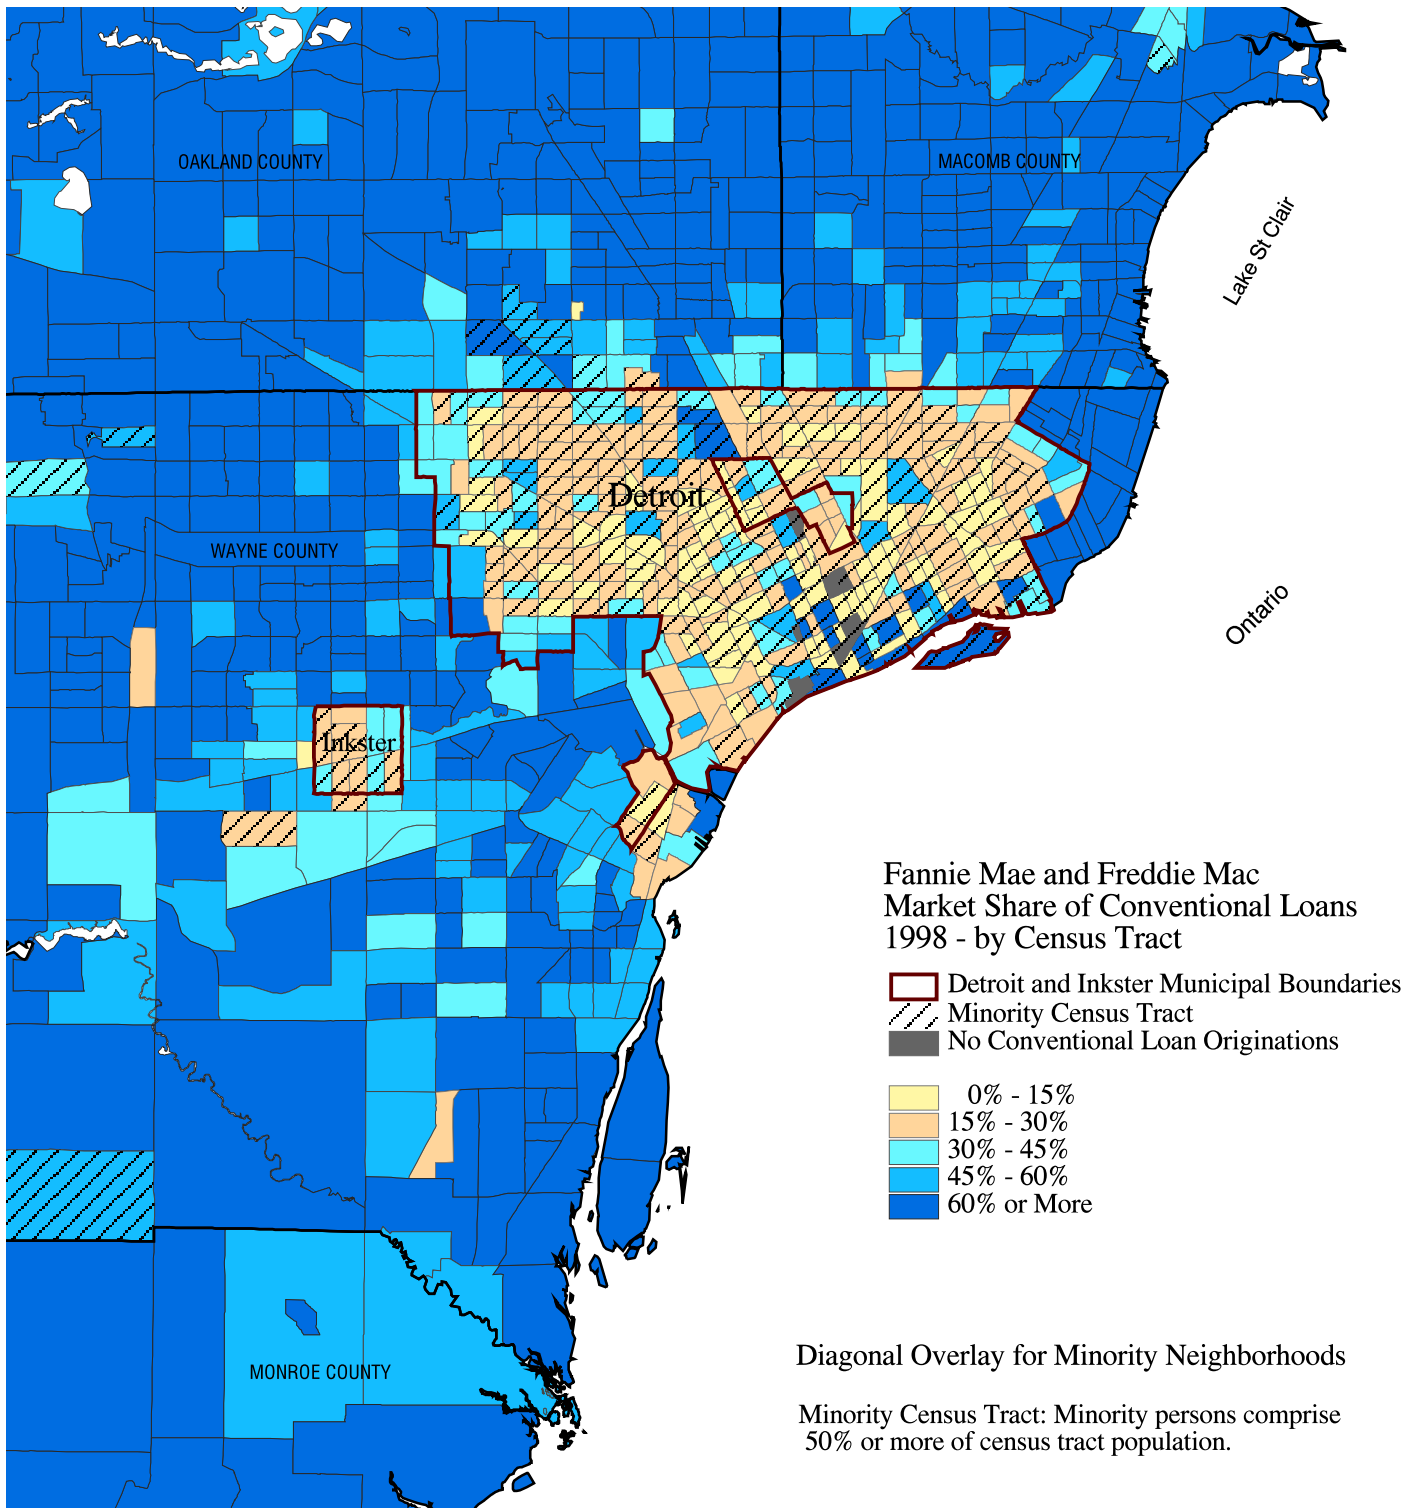 OAKLAND COUNTY
MACOMB COUNTY
Lake St Clair
Detroit
WAYNE COUNTY
Ontario
Inkster
Fannie Mae and Freddie Mac
Market Share of Conventional Loans
1998 - by Census Tract
Detroit and Inkster Municipal Boundaries
Minority Census Tract
No Conventional Loan Originations
0% - 15%
15% - 30%
30% - 45%
45% - 60%
60% or More
Diagonal Overlay for Minority Neighborhoods
MONROE COUNTY
Minority Census Tract: Minority persons comprise
50% or more of census tract population.